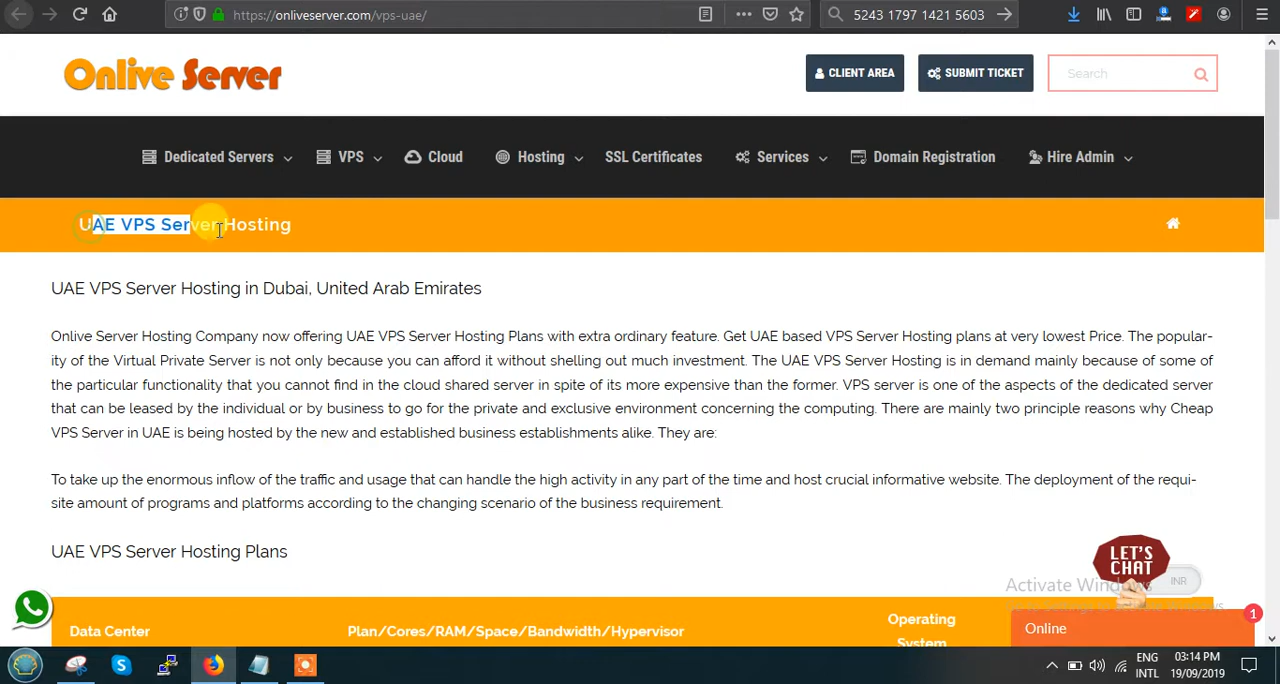 https://onliveserver.com/vps-uae/
5243 1797 1421 5603
Onlive Server
CLIENT AREA
SUBMIT TICKET
Search
Dedicated Servers
VPS
Cloud
Hosting
SSL Certificates
Services
Domain Registration
Hire Admin
UAE VPS Server Hosting
UAE VPS Server Hosting in Dubai, United Arab Emirates
Onlive Server Hosting Company now offering UAE VPS Server Hosting Plans with extra ordinary feature. Get UAE based VPS Server Hosting plans at very lowest Price. The popular-
ity of the Virtual Private Server is not only because you can afford it without shelling out much investment. The UAE VPS Server Hosting is in demand mainly because of some of
the particular functionality that you cannot find in the cloud shared server in spite of its more expensive than the former. VPS server is one of the aspects of the dedicated server
that can be leased by the individual or by business to go for the private and exclusive environment concerning the computing. There are mainly two principle reasons why Cheap
VPS Server in UAE is being hosted by the new and established business establishments alike. They are:
To take up the enormous inflow of the traffic and usage that can handle the high activity in any part of the time and host crucial informative website. The deployment of the requi-
site amount of programs and platforms according to the changing scenario of the business requirement.
UAE VPS Server Hosting Plans
LET'S
CHAT
Activate Windows
INR
Data Center
Plan/Cores/RAM/Space/Bandwidth/Hypervisor
Operating
System
Online
1
ENG
INTL
03:14 PM
19/09/2019